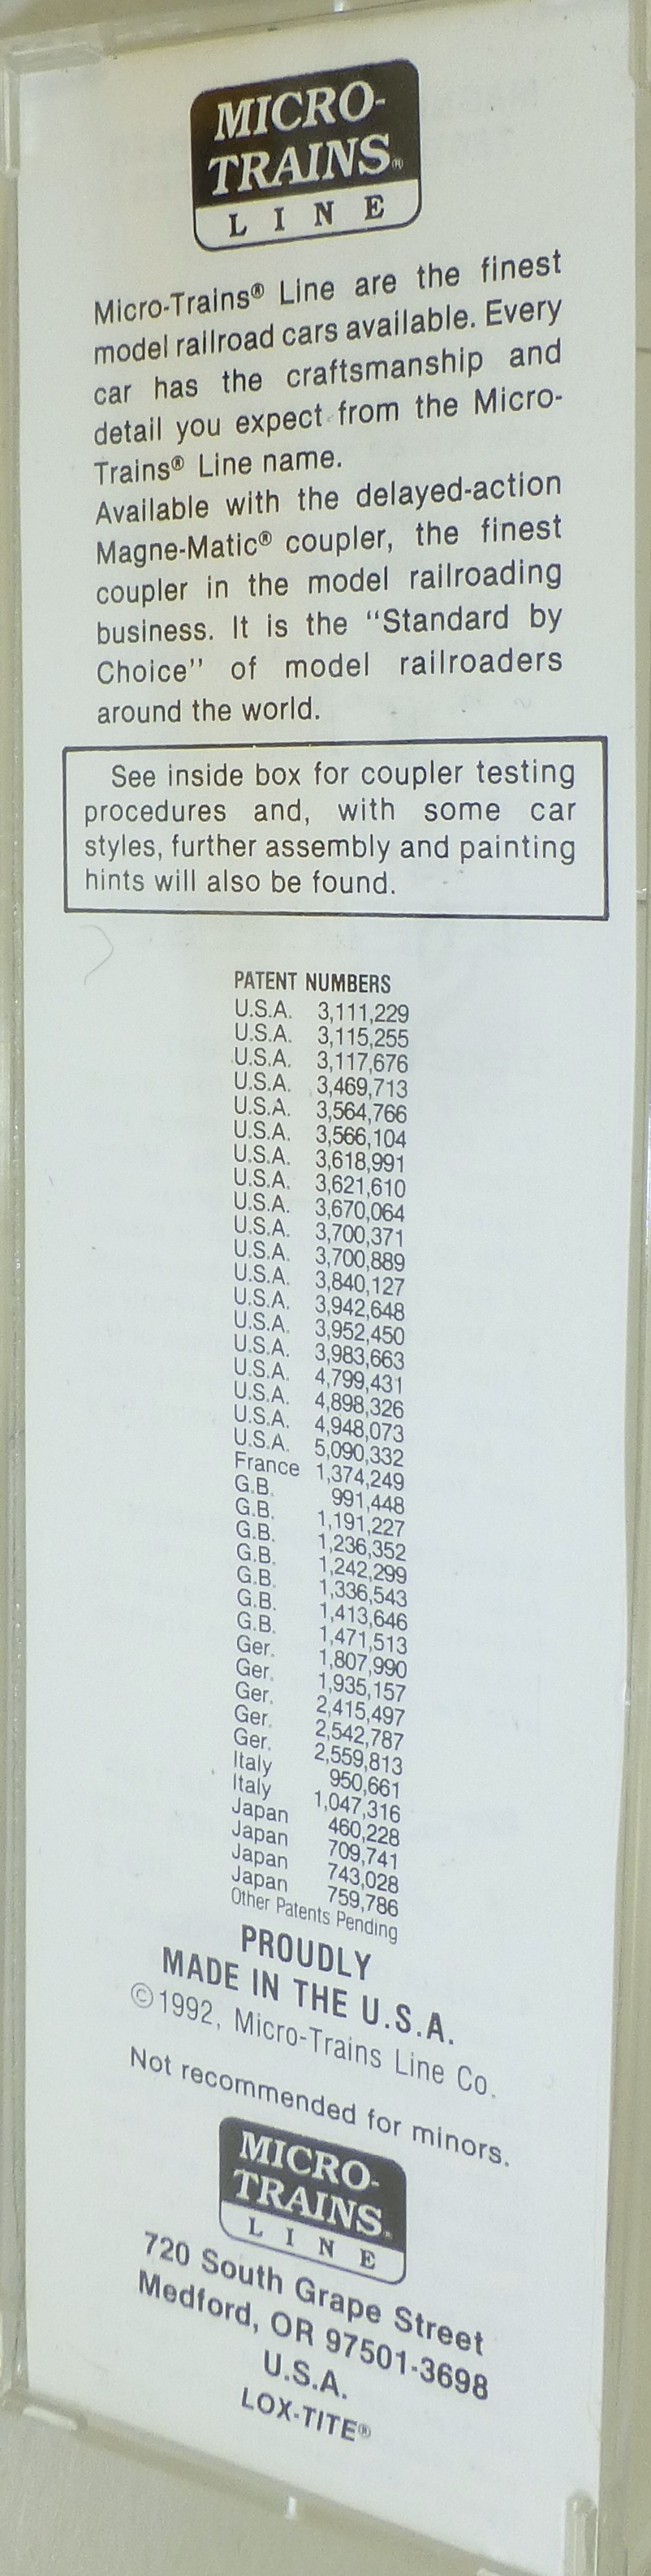 MICRO-
TRAINS®
LINE
Micro-Trains® Line are the finest
model railroad cars available. Every
car has the craftsmanship and
detail you expect from the Micro-
Trains® Line name.
Available with the delayed-action
Magne-Matic® coupler, the finest
coupler in the model railroading
business. It is the “Standard by
Choice” of model railroaders
around the world.
See inside box for coupler testing
procedures and, with some car
styles, further assembly and painting
hints will also be found.
PATENT NUMBERS
U.S.A. 3,111,229
U.S.A. 3,115,255
U.S.A. 3,117,676
U.S.A. 3,469,713
U.S.A. 3,564,766
U.S.A. 3,566,104
U.S.A. 3,618,991
U.S.A. 3,621,610
U.S.A. 3,670,064
U.S.A. 3,700,371
U.S.A. 3,700,889
U.S.A. 3,840,127
U.S.A. 3,942,648
U.S.A. 3,952,450
U.S.A. 3,983,663
U.S.A. 4,799,431
U.S.A. 4,898,326
U.S.A. 4,948,073
U.S.A. 5,090,332
France 1,374,249
G.B. 991,448
G.B. 1,191,227
G.B. 1,236,352
G.B. 1,242,299
G.B. 1,336,543
G.B. 1,413,646
G.B. 1,471,513
Ger. 1,807,990
Ger. 1,935,157
Ger. 2,415,497
Ger. 2,542,787
Ger. 2,559,813
Italy 950,661
Italy 1,047,316
Japan 460,228
Japan 709,741
Japan 743,028
Japan 759,786
Other Patents Pending
PROUDLY
MADE IN THE U.S.A.
©1992, Micro-Trains Line Co.
Not recommended for minors.
MICRO-
TRAINS®
LINE
720 South Grape Street
Medford, OR 97501-3698
U.S.A.
LOX-TITE®